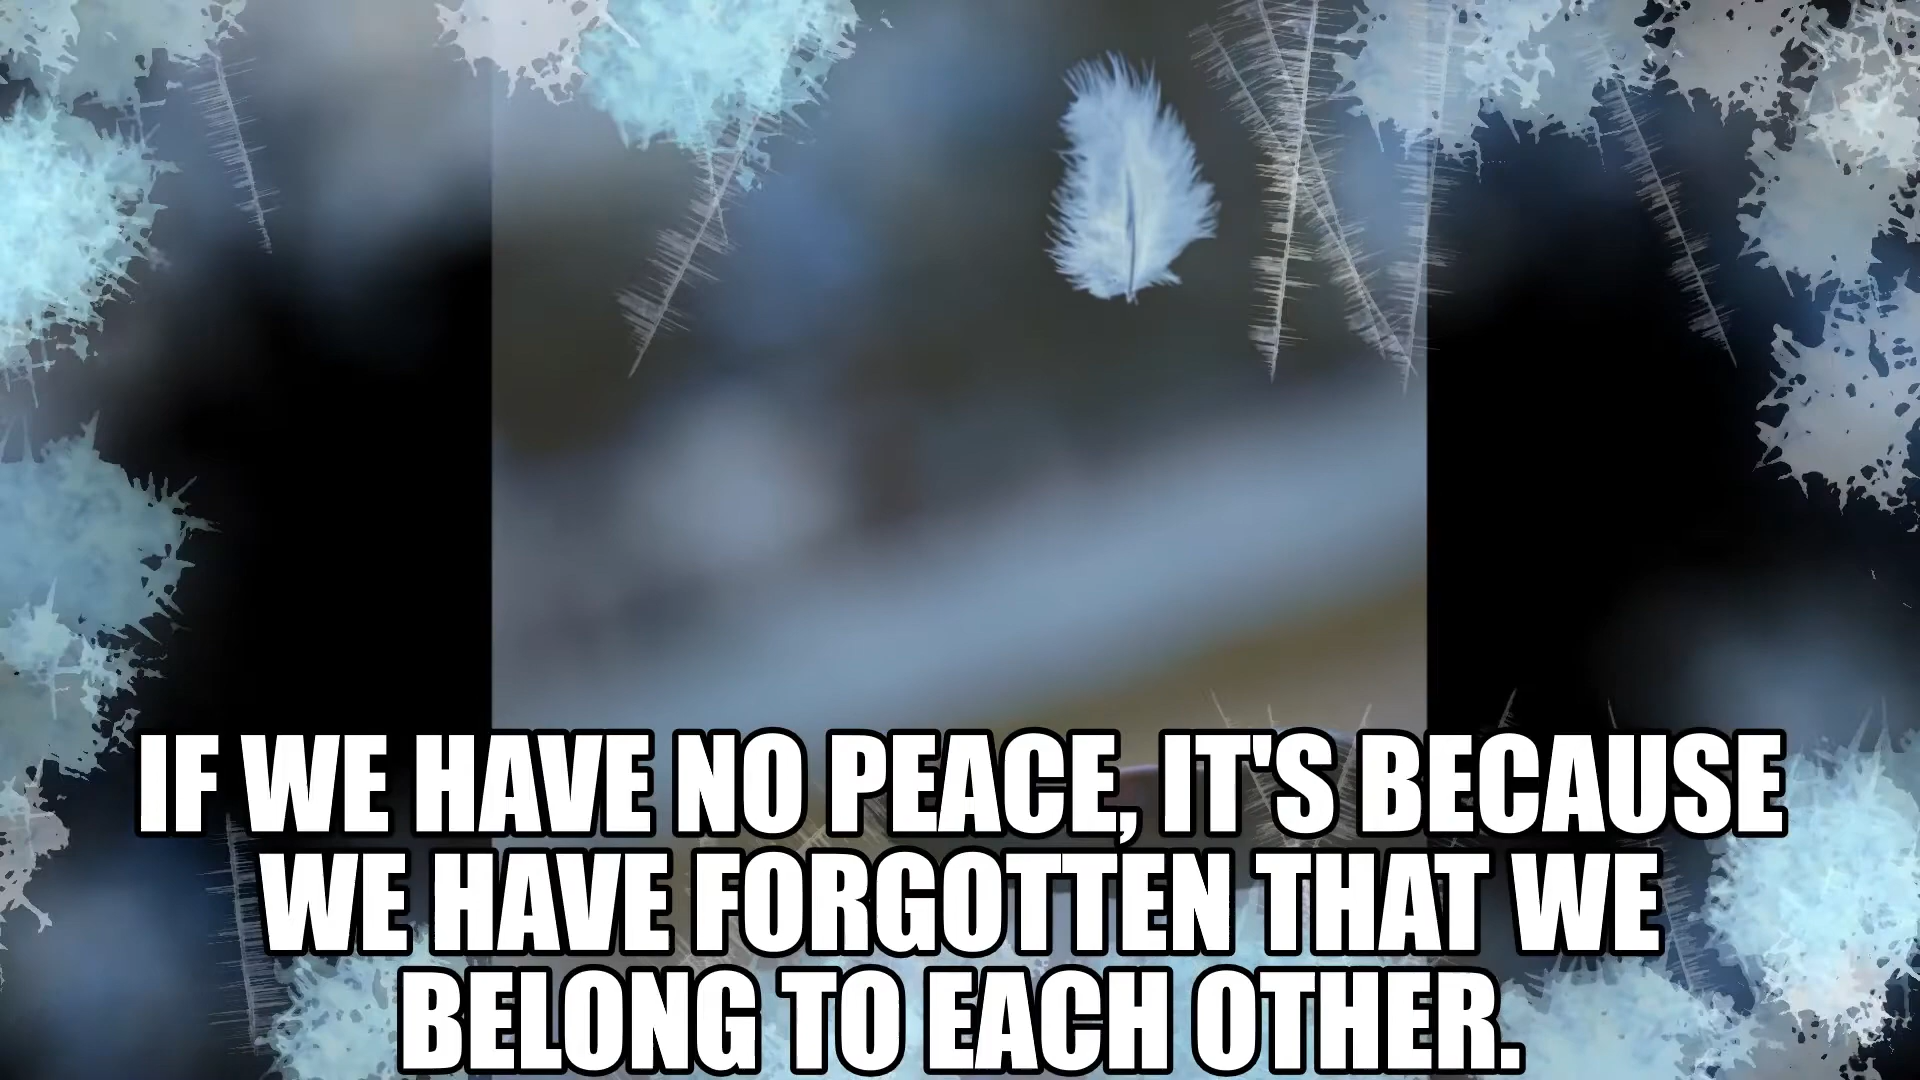 IF WE HAVE NO PEACE, IT'S BECAUSE
WE HAVE FORGOTTEN THAT WE
BELONG TO EACH OTHER.